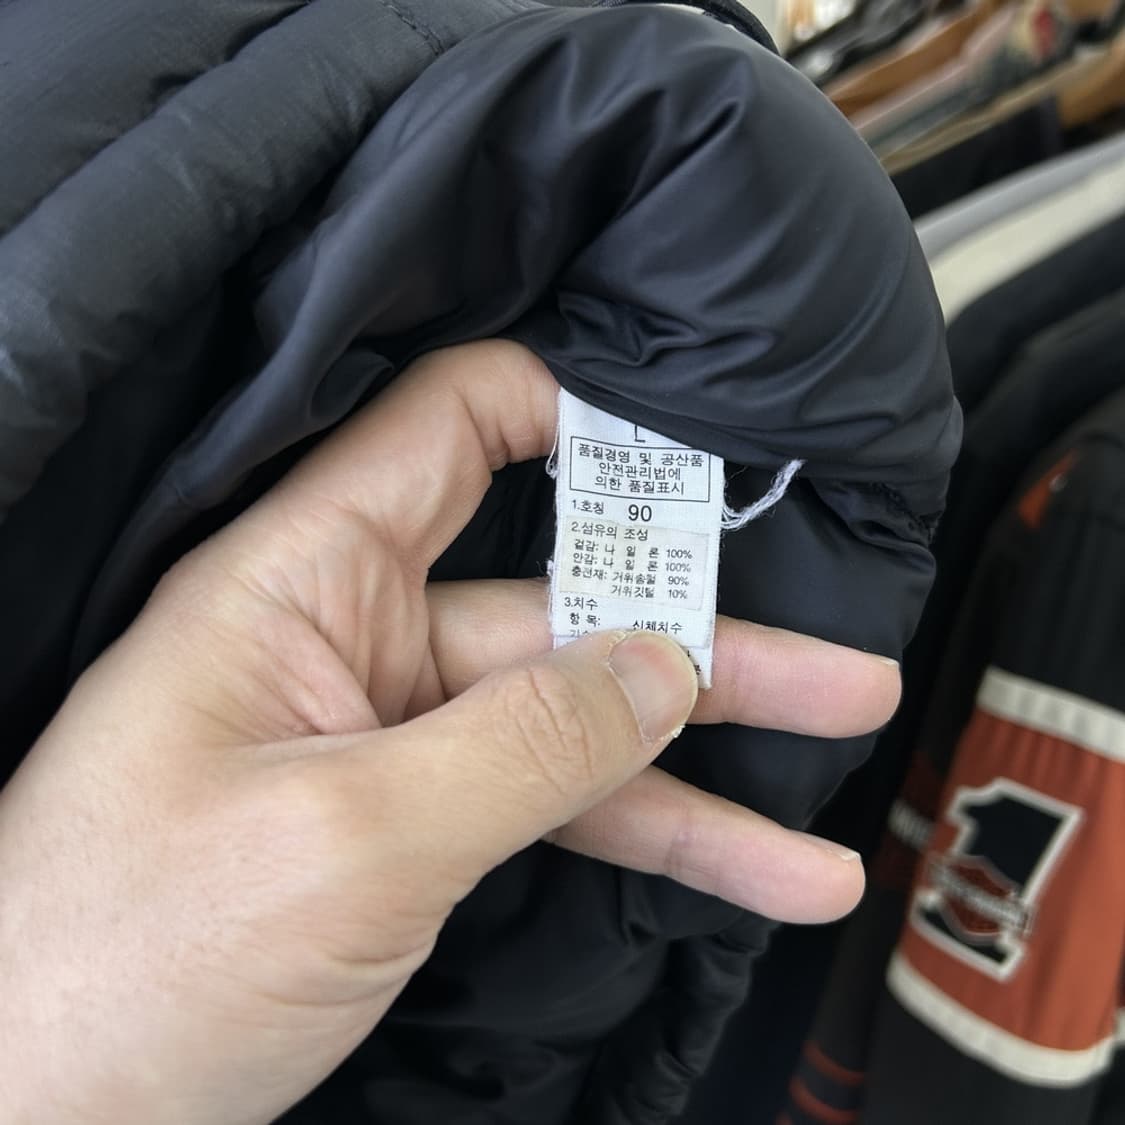 L
품질경영 및 공산품
안전관리법에
의한 품질표시
1.호칭 90
2.섬유의 조성
겉감: 나 일 론 100%
안감: 나 일 론 100%
충전재: 거위솜털 90%
거위깃털 10%
3.치수
항 목: 신체치수
1